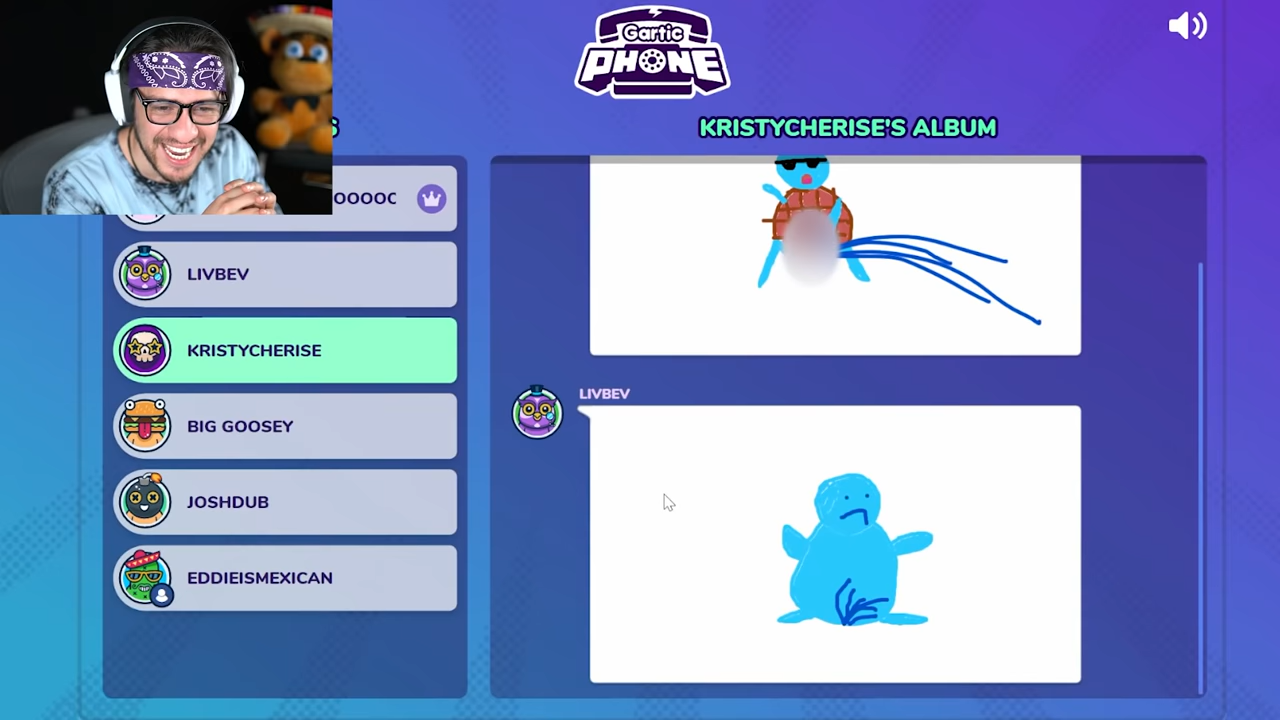 Gartic
PHONE
S
KRISTYCHERISE'S ALBUM
OOOOC
LIVBEV
KRISTYCHERISE
BIG GOOSEY
JOSHDUB
EDDIEISMEXICAN
LIVBEV